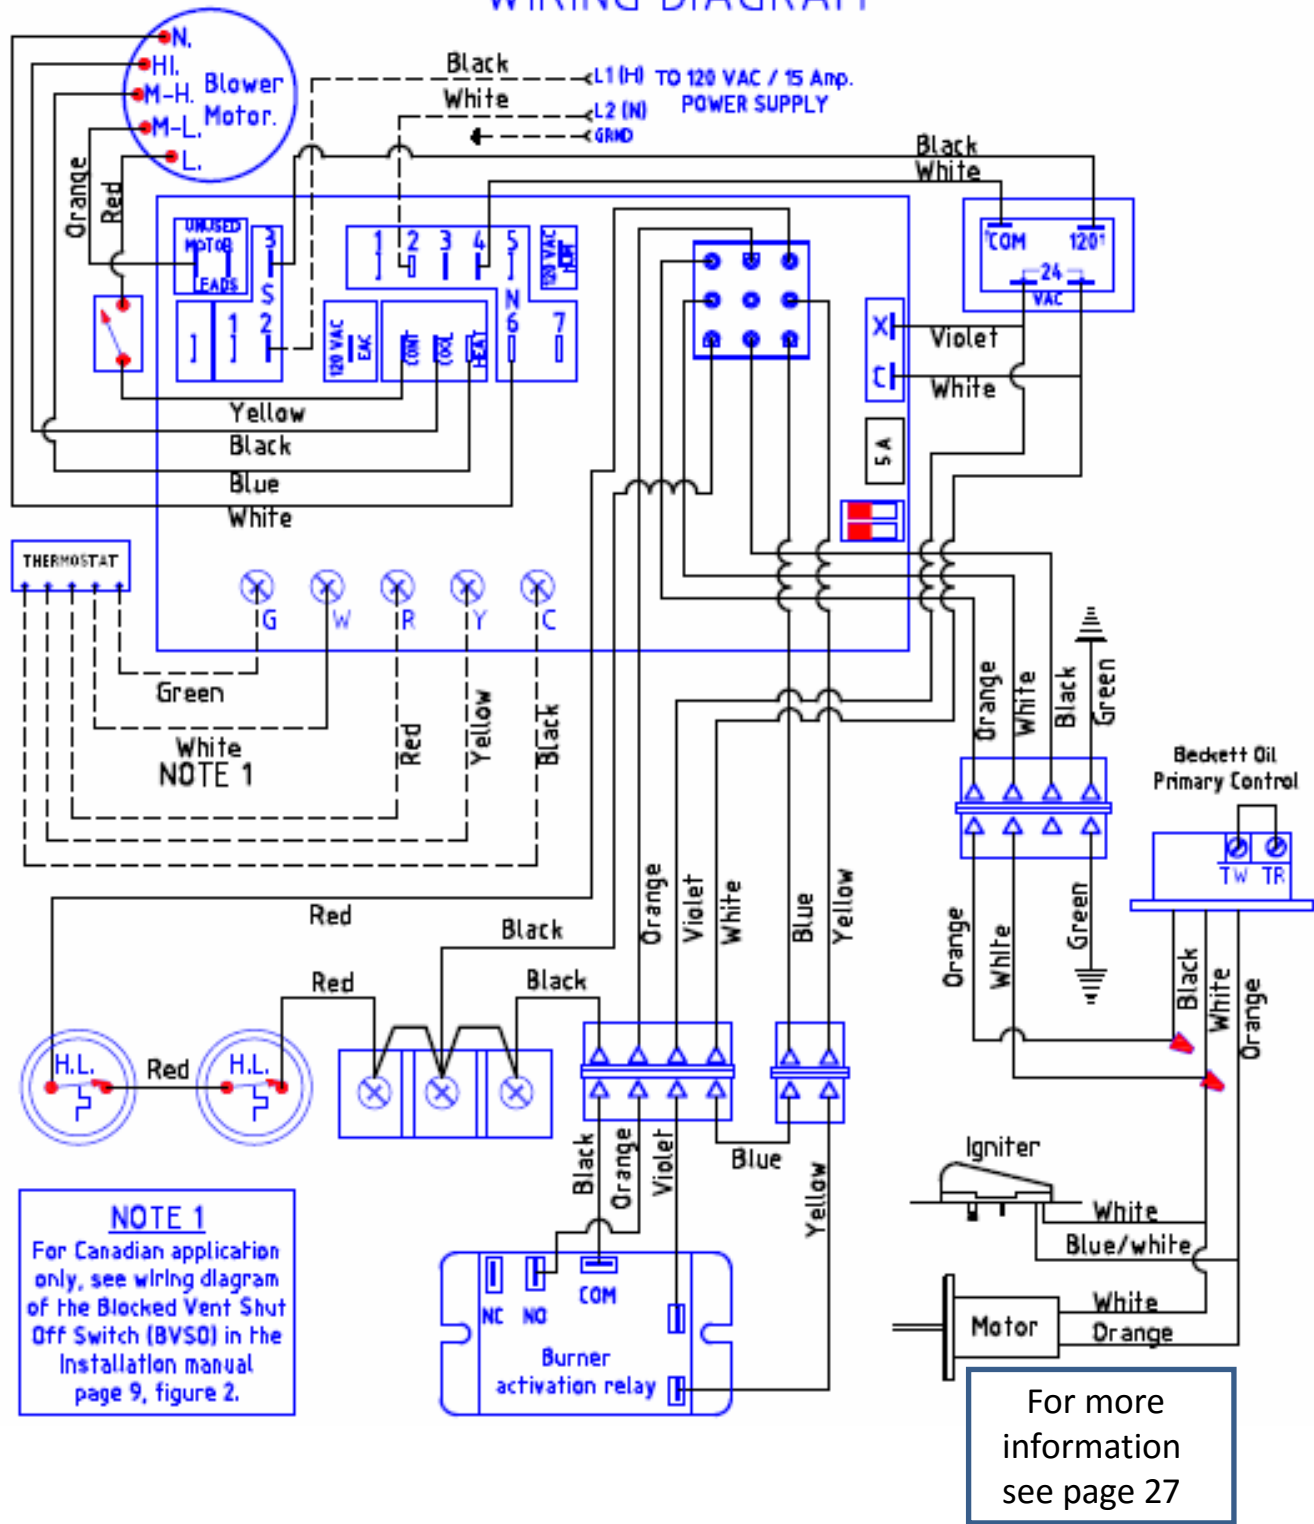 WIRING DIAGRAM
N.
HI.
M-H.
M-L.
L.
Blower
Motor.
Black
White
L1 (H)
L2 (N)
GRND
TO 120 VAC / 15 Amp.
POWER SUPPLY
Orange
Red
Black
White
UNUSED
MOTOR
LEADS
3
S
1 2
1 2 3 4 5
N
6 7
120 VAC
HUM
120 VAC
EAC
CONT
COOL
HEAT
COM 120
24
VAC
X
C
Violet
White
5 A
Yellow
Black
Blue
White
THERMOSTAT
G W R Y C
Green
White
NOTE 1
Red
Yellow
Black
Orange
White
Black
Green
Beckett Oil
Primary Control
TW TR
Red
Black
Orange
Violet
White
Blue
Yellow
Orange
White
Green
Black
White
Orange
Red
Black
H.L.
Red
H.L.
Black
Orange
Violet
Blue
Yellow
Igniter
White
Blue/white
White
Orange
Motor
NC NO COM
Burner
activation relay
NOTE 1
For Canadian application
only, see wiring diagram
of the Blocked Vent Shut
Off Switch (BVSO) in the
Installation manual
page 9, figure 2.
For more
information
see page 27